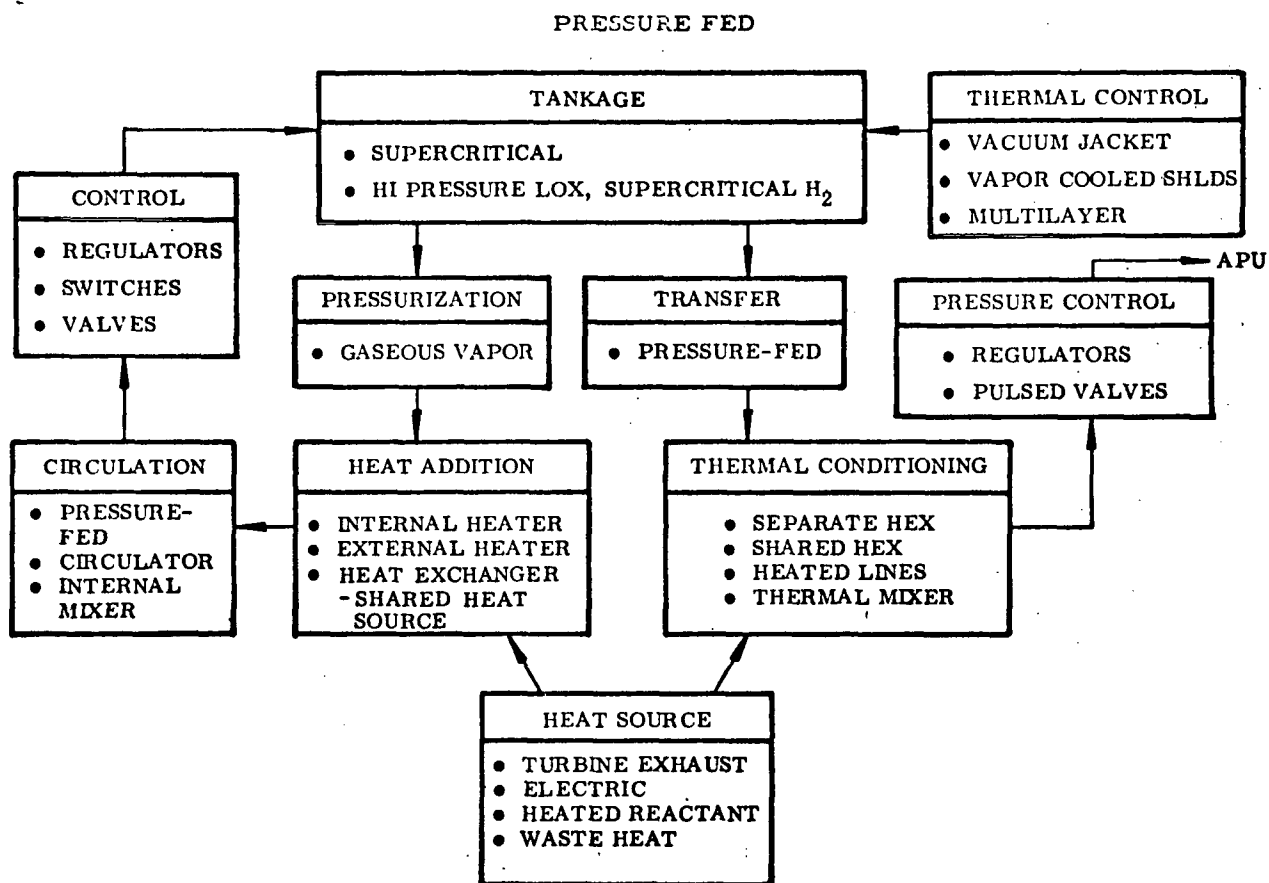 PRESSURE FED
TANKAGE
• SUPERCRITICAL
• HI PRESSURE LOX, SUPERCRITICAL H2
THERMAL CONTROL
• VACUUM JACKET
• VAPOR COOLED SHLDS
• MULTILAYER
CONTROL
• REGULATORS
• SWITCHES
• VALVES
PRESSURIZATION
• GASEOUS VAPOR
TRANSFER
• PRESSURE-FED
APU
PRESSURE CONTROL
• REGULATORS
• PULSED VALVES
CIRCULATION
• PRESSURE-
FED
• CIRCULATOR
• INTERNAL
MIXER
HEAT ADDITION
• INTERNAL HEATER
• EXTERNAL HEATER
• HEAT EXCHANGER
-SHARED HEAT
SOURCE
THERMAL CONDITIONING
• SEPARATE HEX
• SHARED HEX
• HEATED LINES
• THERMAL MIXER
HEAT SOURCE
• TURBINE EXHAUST
• ELECTRIC
• HEATED REACTANT
• WASTE HEAT